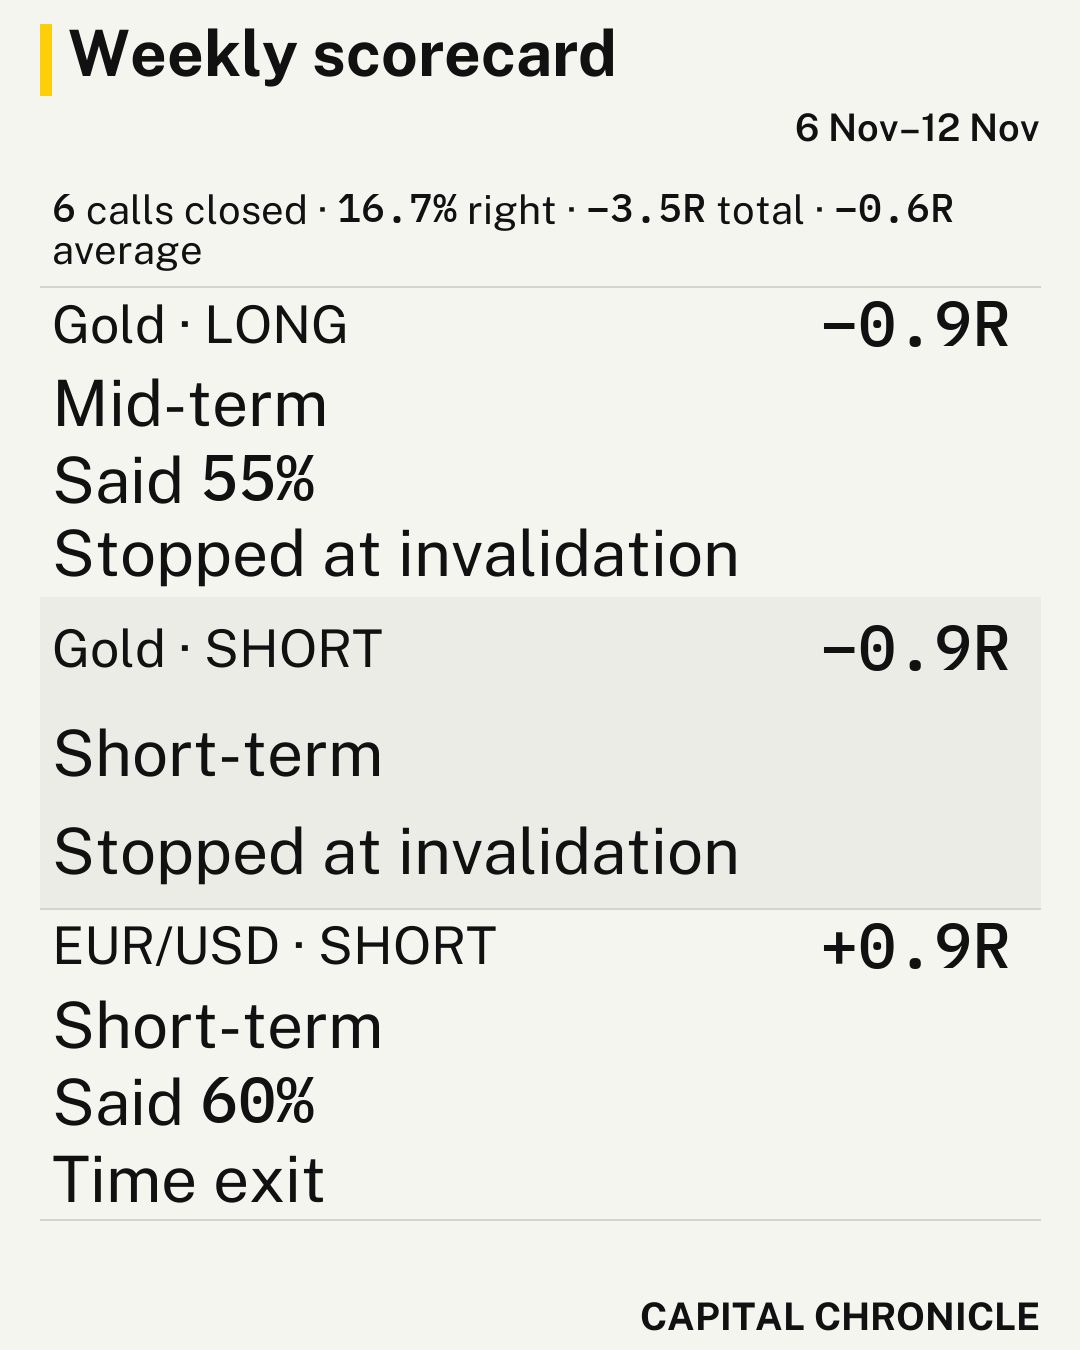 Weekly scorecard
6 Nov–12 Nov
6 calls closed · 16.7% right · −3.5R total · −0.6R
average
Gold · LONG −0.9R
Mid-term
Said 55%
Stopped at invalidation
Gold · SHORT −0.9R
Short-term
Stopped at invalidation
EUR/USD · SHORT +0.9R
Short-term
Said 60%
Time exit
CAPITAL CHRONICLE